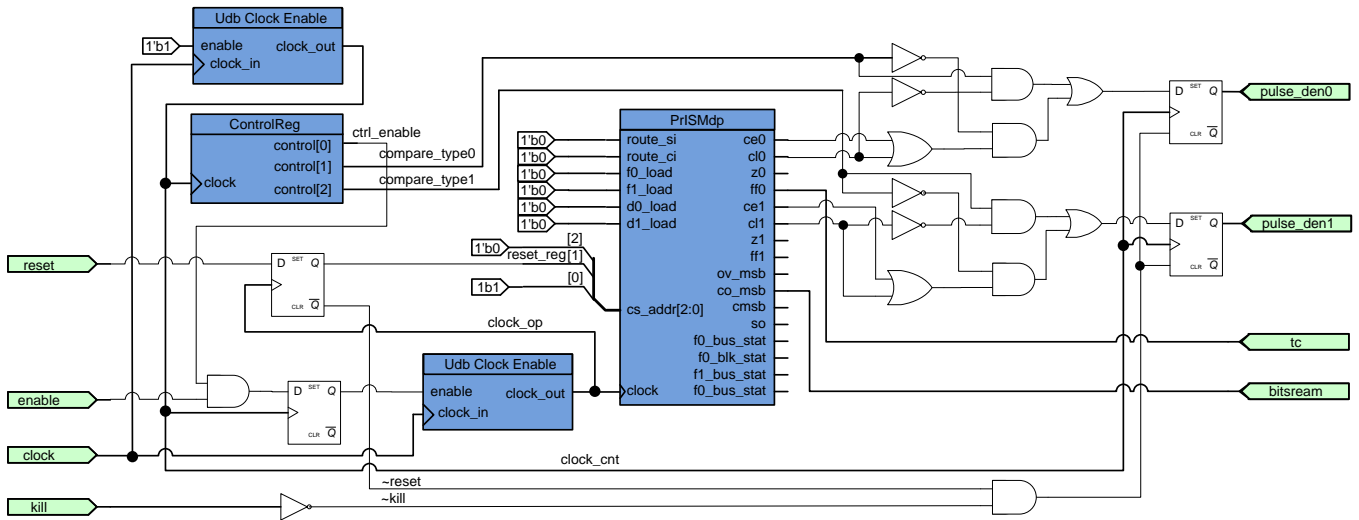 Udb Clock Enable
1'b1
enable
clock_out
clock_in
ControlReg
ctrl_enable
control[0]
control[1]
compare_type0
clock
control[2]
compare_type1
PrISMdp
1'b0
route_si
ce0
1'b0
route_ci
cl0
1'b0
f0_load
z0
1'b0
f1_load
ff0
1'b0
d0_load
ce1
1'b0
d1_load
cl1
z1
ff1
ov_msb
co_msb
cmsb
so
f0_bus_stat
f0_blk_stat
f1_bus_stat
f0_bus_stat
1'b0
[2]
reset_reg[1]
1b1
[0]
cs_addr[2:0]
clock
D SET Q
CLR Q
pulse_den0
D SET Q
CLR Q
pulse_den1
reset
D SET Q
CLR Q
clock_op
tc
Udb Clock Enable
enable
clock_out
clock_in
D SET Q
CLR Q
bitsream
enable
clock
clock_cnt
~reset
~kill
kill